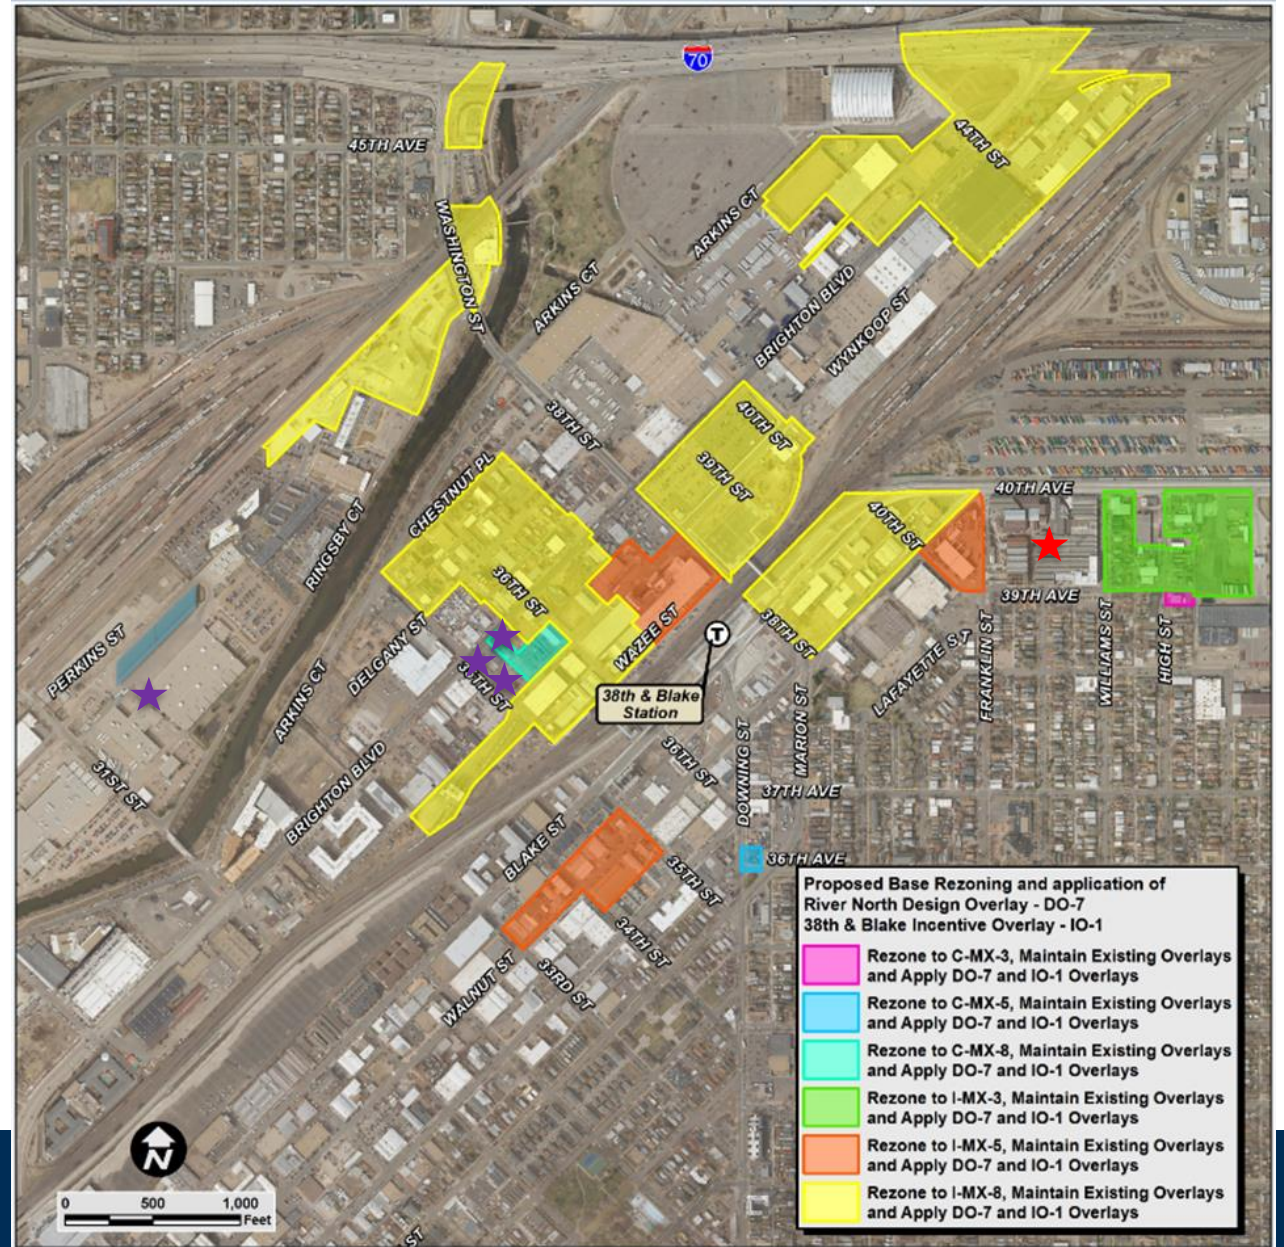 70
45TH AVE
44TH ST
WASHINGTON ST
ARKINS CT
ARKINS CT
BRIGHTON BLVD
WYNKOOP ST
38TH ST
40TH ST
39TH ST
CHESTNUT PL
40TH AVE
40TH ST
RINGSBY CT
36TH ST
39TH AVE
38TH ST
WAZEE ST
T
PERKINS ST
DELGANY ST
LAFAYETTE ST
FRANKLIN ST
WILLIAMS ST
HIGH ST
38th & Blake
Station
ARKINS CT
MARION ST
DOWNING ST
36TH ST
31ST ST
BRIGHTON BLVD
37TH AVE
BLAKE ST
36TH AVE
35TH ST
34TH ST
33RD ST
WALNUT ST
Proposed Base Rezoning and application of
River North Design Overlay - DO-7
38th & Blake Incentive Overlay - IO-1
Rezone to C-MX-3, Maintain Existing Overlays
and Apply DO-7 and IO-1 Overlays
Rezone to C-MX-5, Maintain Existing Overlays
and Apply DO-7 and IO-1 Overlays
Rezone to C-MX-8, Maintain Existing Overlays
and Apply DO-7 and IO-1 Overlays
Rezone to I-MX-3, Maintain Existing Overlays
and Apply DO-7 and IO-1 Overlays
Rezone to I-MX-5, Maintain Existing Overlays
and Apply DO-7 and IO-1 Overlays
Rezone to I-MX-8, Maintain Existing Overlays
and Apply DO-7 and IO-1 Overlays
N
0 500 1,000
Feet
ST